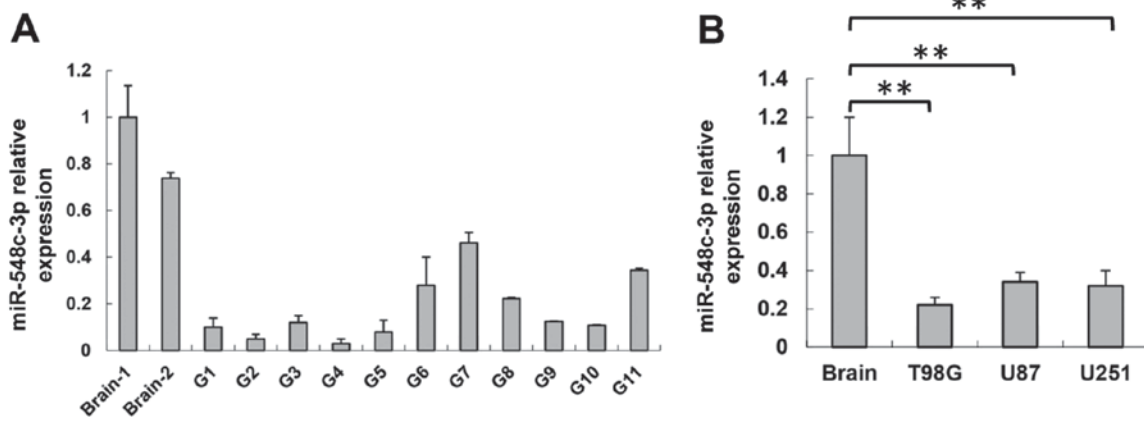 A
miR-548c-3p relative
expression
1.2
1
0.8
0.6
0.4
0.2
0
Brain-1
Brain-2
G1
G2
G3
G4
G5
G6
G7
G8
G9
G10
G11
B
**
**
**
miR-548c-3p relative
expression
1.4
1.2
1
0.8
0.6
0.4
0.2
0
Brain
T98G
U87
U251